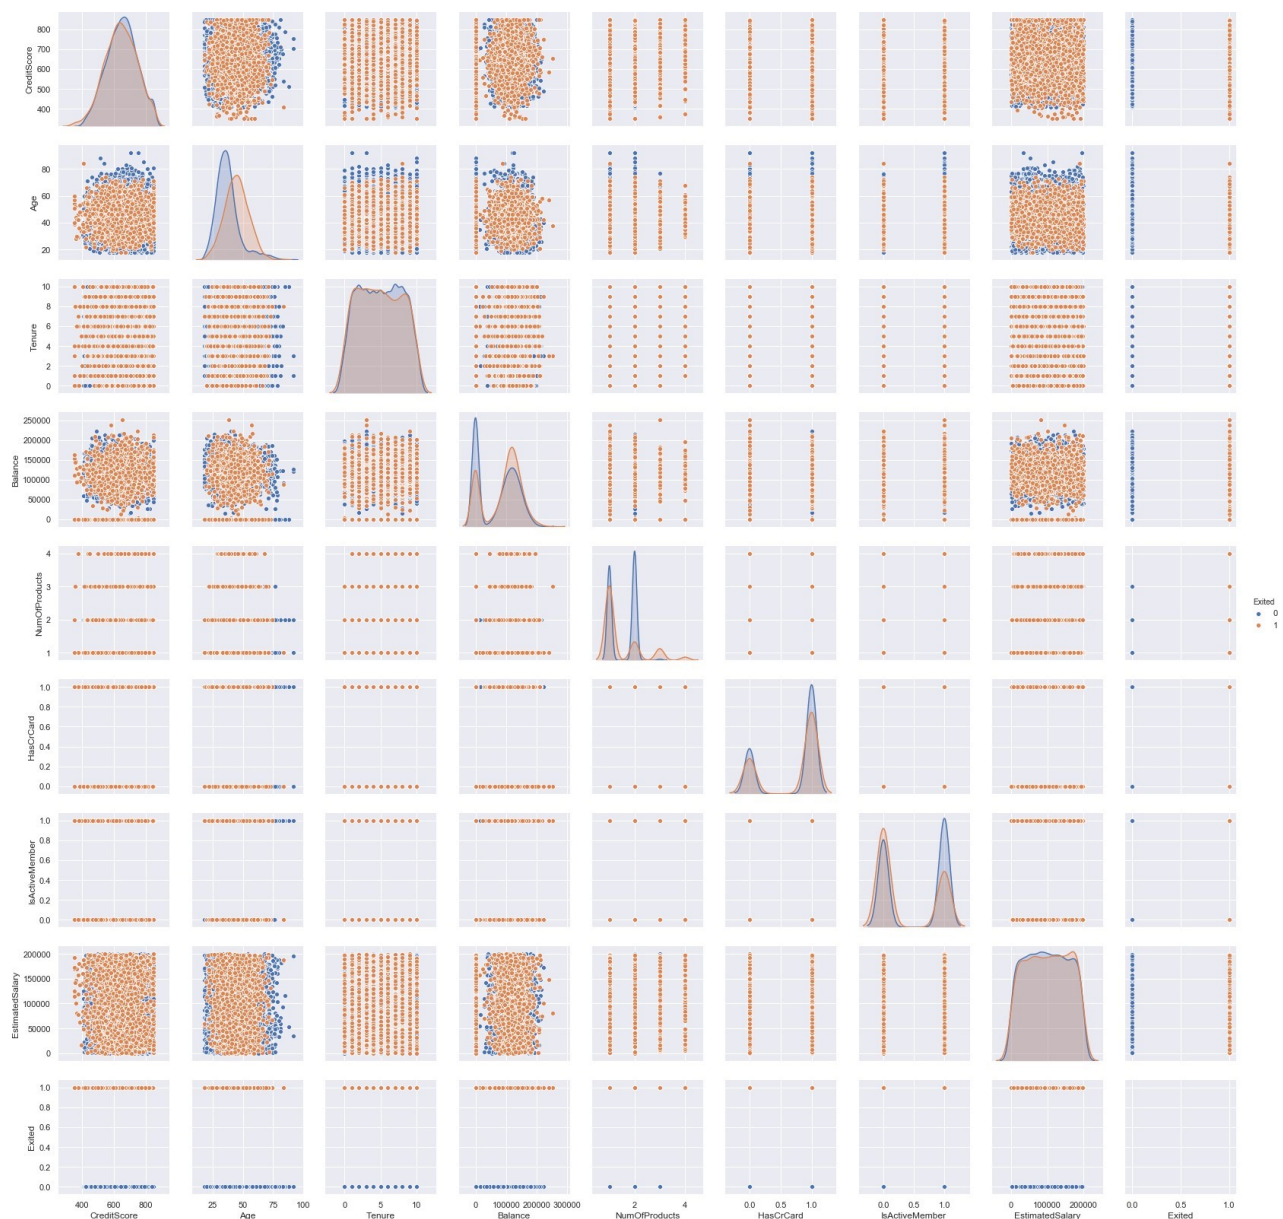 CreditScore
800
700
600
500
400
Age
80
60
40
20
Tenure
10
8
6
4
2
0
Balance
250000
200000
150000
100000
50000
0
NumOfProducts
4
3
2
1
Exited
0
1
HasCrCard
1.0
0.8
0.6
0.4
0.2
0.0
IsActiveMember
1.0
0.8
0.6
0.4
0.2
0.0
EstimatedSalary
200000
150000
100000
50000
0
Exited
1.0
0.8
0.6
0.4
0.2
0.0
400 600 800
CreditScore
25 50 75 100
Age
0 5 10
Tenure
0 100000 200000 300000
Balance
2 4
NumOfProducts
0.0 0.5 1.0
HasCrCard
0.0 0.5 1.0
IsActiveMember
0 100000 200000
EstimatedSalary
0.0 0.5 1.0
Exited